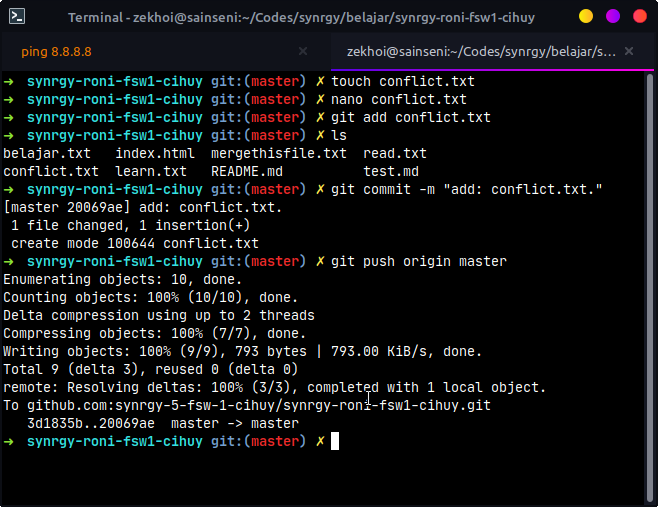 Terminal - zekhoi@sainseni:~/Codes/synrgy/belajar/synrgy-roni-fsw1-cihuy
ping 8.8.8.8 × zekhoi@sainseni:~/Codes/synrgy/belajar/s... ×
➜ synrgy-roni-fsw1-cihuy git:(master) ✗ touch conflict.txt
➜ synrgy-roni-fsw1-cihuy git:(master) ✗ nano conflict.txt
➜ synrgy-roni-fsw1-cihuy git:(master) ✗ git add conflict.txt
➜ synrgy-roni-fsw1-cihuy git:(master) ✗ ls
belajar.txt index.html mergethisfile.txt read.txt
conflict.txt learn.txt README.md test.md
➜ synrgy-roni-fsw1-cihuy git:(master) ✗ git commit -m "add: conflict.txt."
[master 20069ae] add: conflict.txt.
1 file changed, 1 insertion(+)
create mode 100644 conflict.txt
➜ synrgy-roni-fsw1-cihuy git:(master) ✗ git push origin master
Enumerating objects: 10, done.
Counting objects: 100% (10/10), done.
Delta compression using up to 2 threads
Compressing objects: 100% (7/7), done.
Writing objects: 100% (9/9), 793 bytes | 793.00 KiB/s, done.
Total 9 (delta 3), reused 0 (delta 0)
remote: Resolving deltas: 100% (3/3), completed with 1 local object.
To github.com:synrgy-5-fsw-1-cihuy/synrgy-roni-fsw1-cihuy.git
3d1835b..20069ae master -> master
➜ synrgy-roni-fsw1-cihuy git:(master) ✗